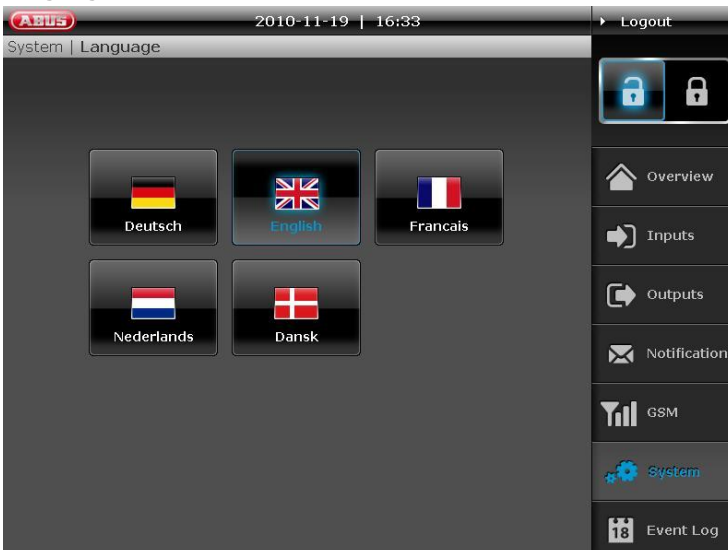 ABUS
2010-11-19 | 16:33
Logout
System | Language
Deutsch
English
Francais
Nederlands
Dansk
Overview
Inputs
Outputs
Notification
GSM
System
18
Event Log